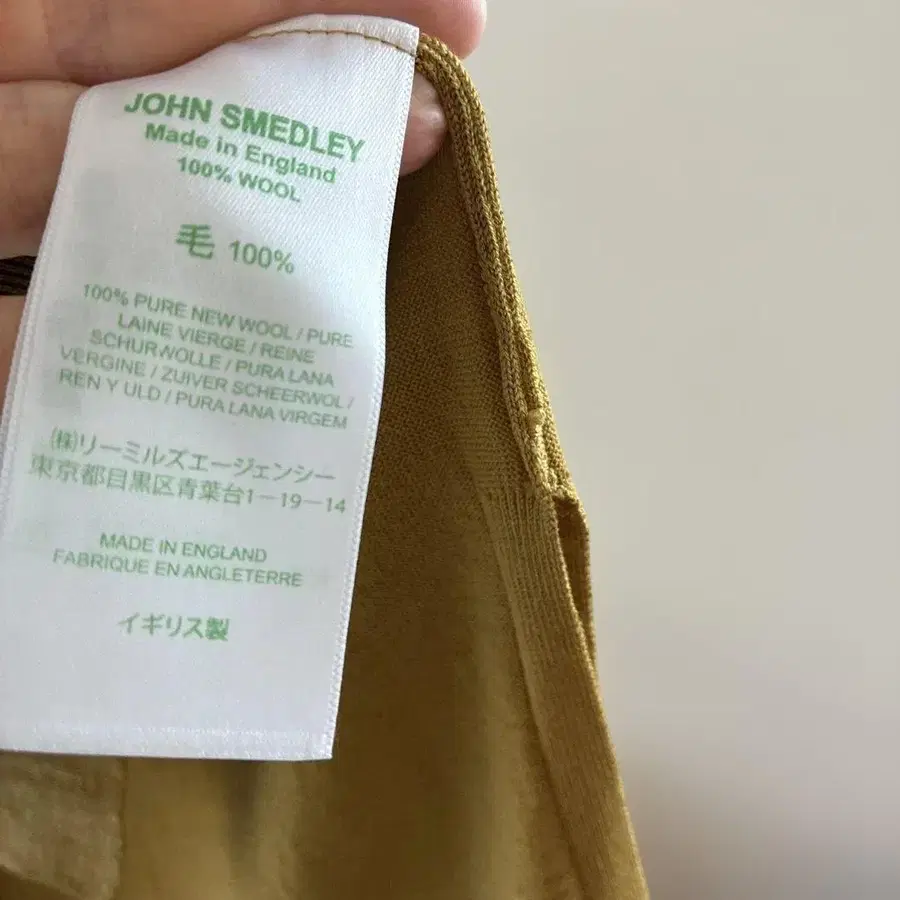 JOHN SMEDLEY
Made in England
100% WOOL
毛 100%
100% PURE NEW WOOL / PURE
LAINE VIERGE / REINE
SCHURWOLLE / PURA LANA
VERGINE / ZUIVER SCHEERWOL /
REN Y ULD / PURA LANA VIRGEM
㈱リーミルズエージェンシー
東京都目黒区青葉台1－19－14
MADE IN ENGLAND
FABRIQUE EN ANGLETERRE
イギリス製